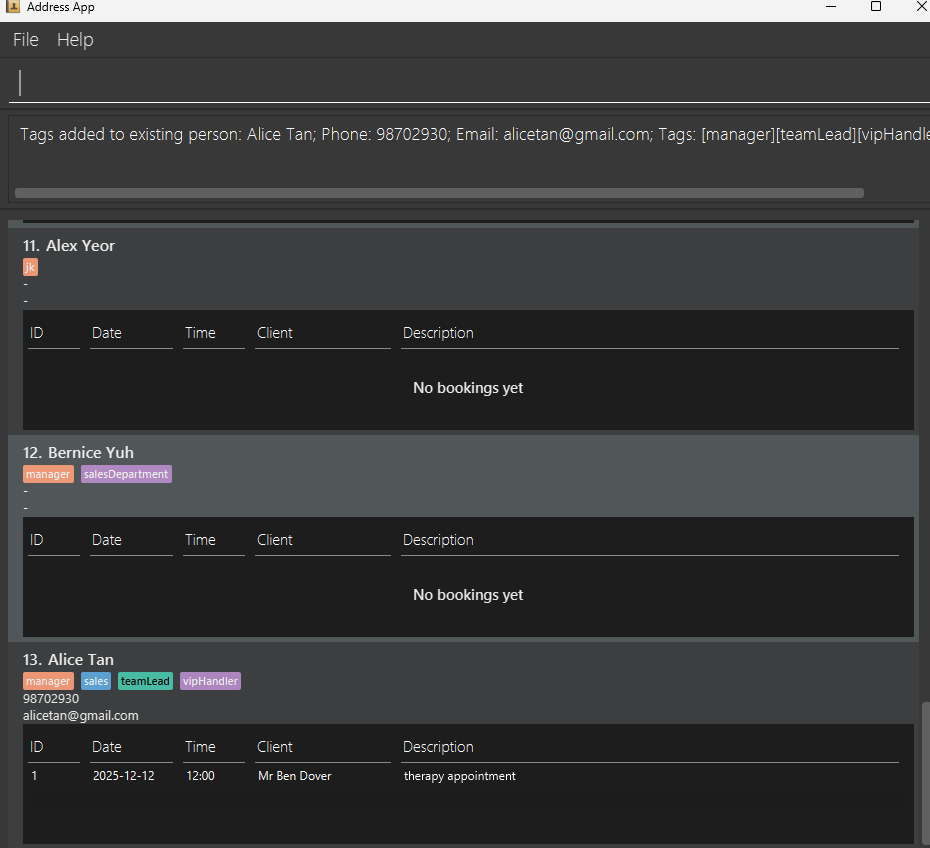 Address App
File Help
Tags added to existing person: Alice Tan; Phone: 98702930; Email: alicetan@gmail.com; Tags: [manager][teamLead][vipHandle
11. Alex Yeor
jk
-
-
ID Date Time Client Description
No bookings yet
12. Bernice Yuh
manager salesDepartment
-
-
ID Date Time Client Description
No bookings yet
13. Alice Tan
manager sales teamLead vipHandler
98702930
alicetan@gmail.com
ID Date Time Client Description
1 2025-12-12 12:00 Mr Ben Dover therapy appointment